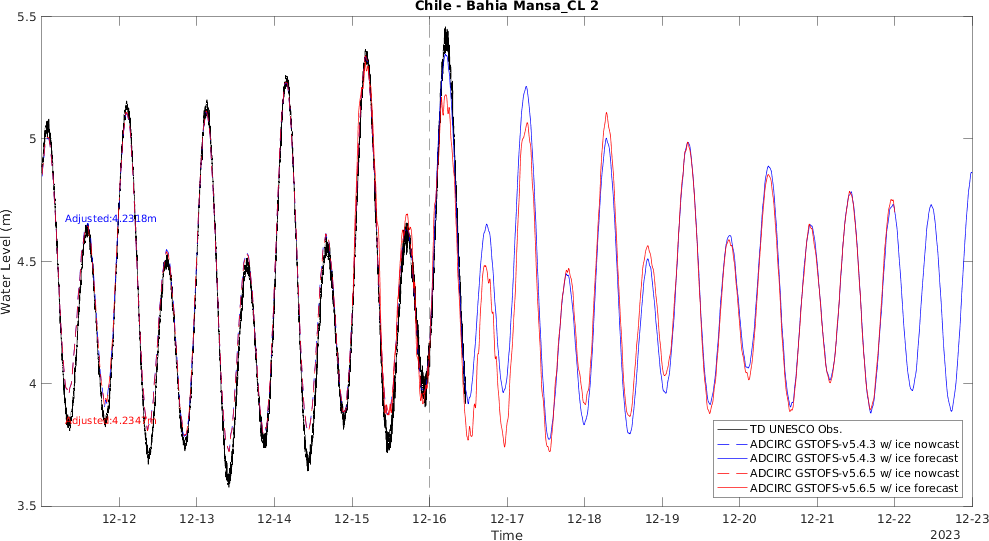 Chile - Bahia Mansa_CL 2
5.5
5
4.5
4
3.5
Water Level (m)
Adjusted:4.2318m
Adjusted:4.2347m
TD UNESCO Obs.
ADCIRC GSTOFS-v5.4.3 w/ ice nowcast
ADCIRC GSTOFS-v5.4.3 w/ ice forecast
ADCIRC GSTOFS-v5.6.5 w/ ice nowcast
ADCIRC GSTOFS-v5.6.5 w/ ice forecast
12-12 12-13 12-14 12-15 12-16 12-17 12-18 12-19 12-20 12-21 12-22 12-23
Time
2023